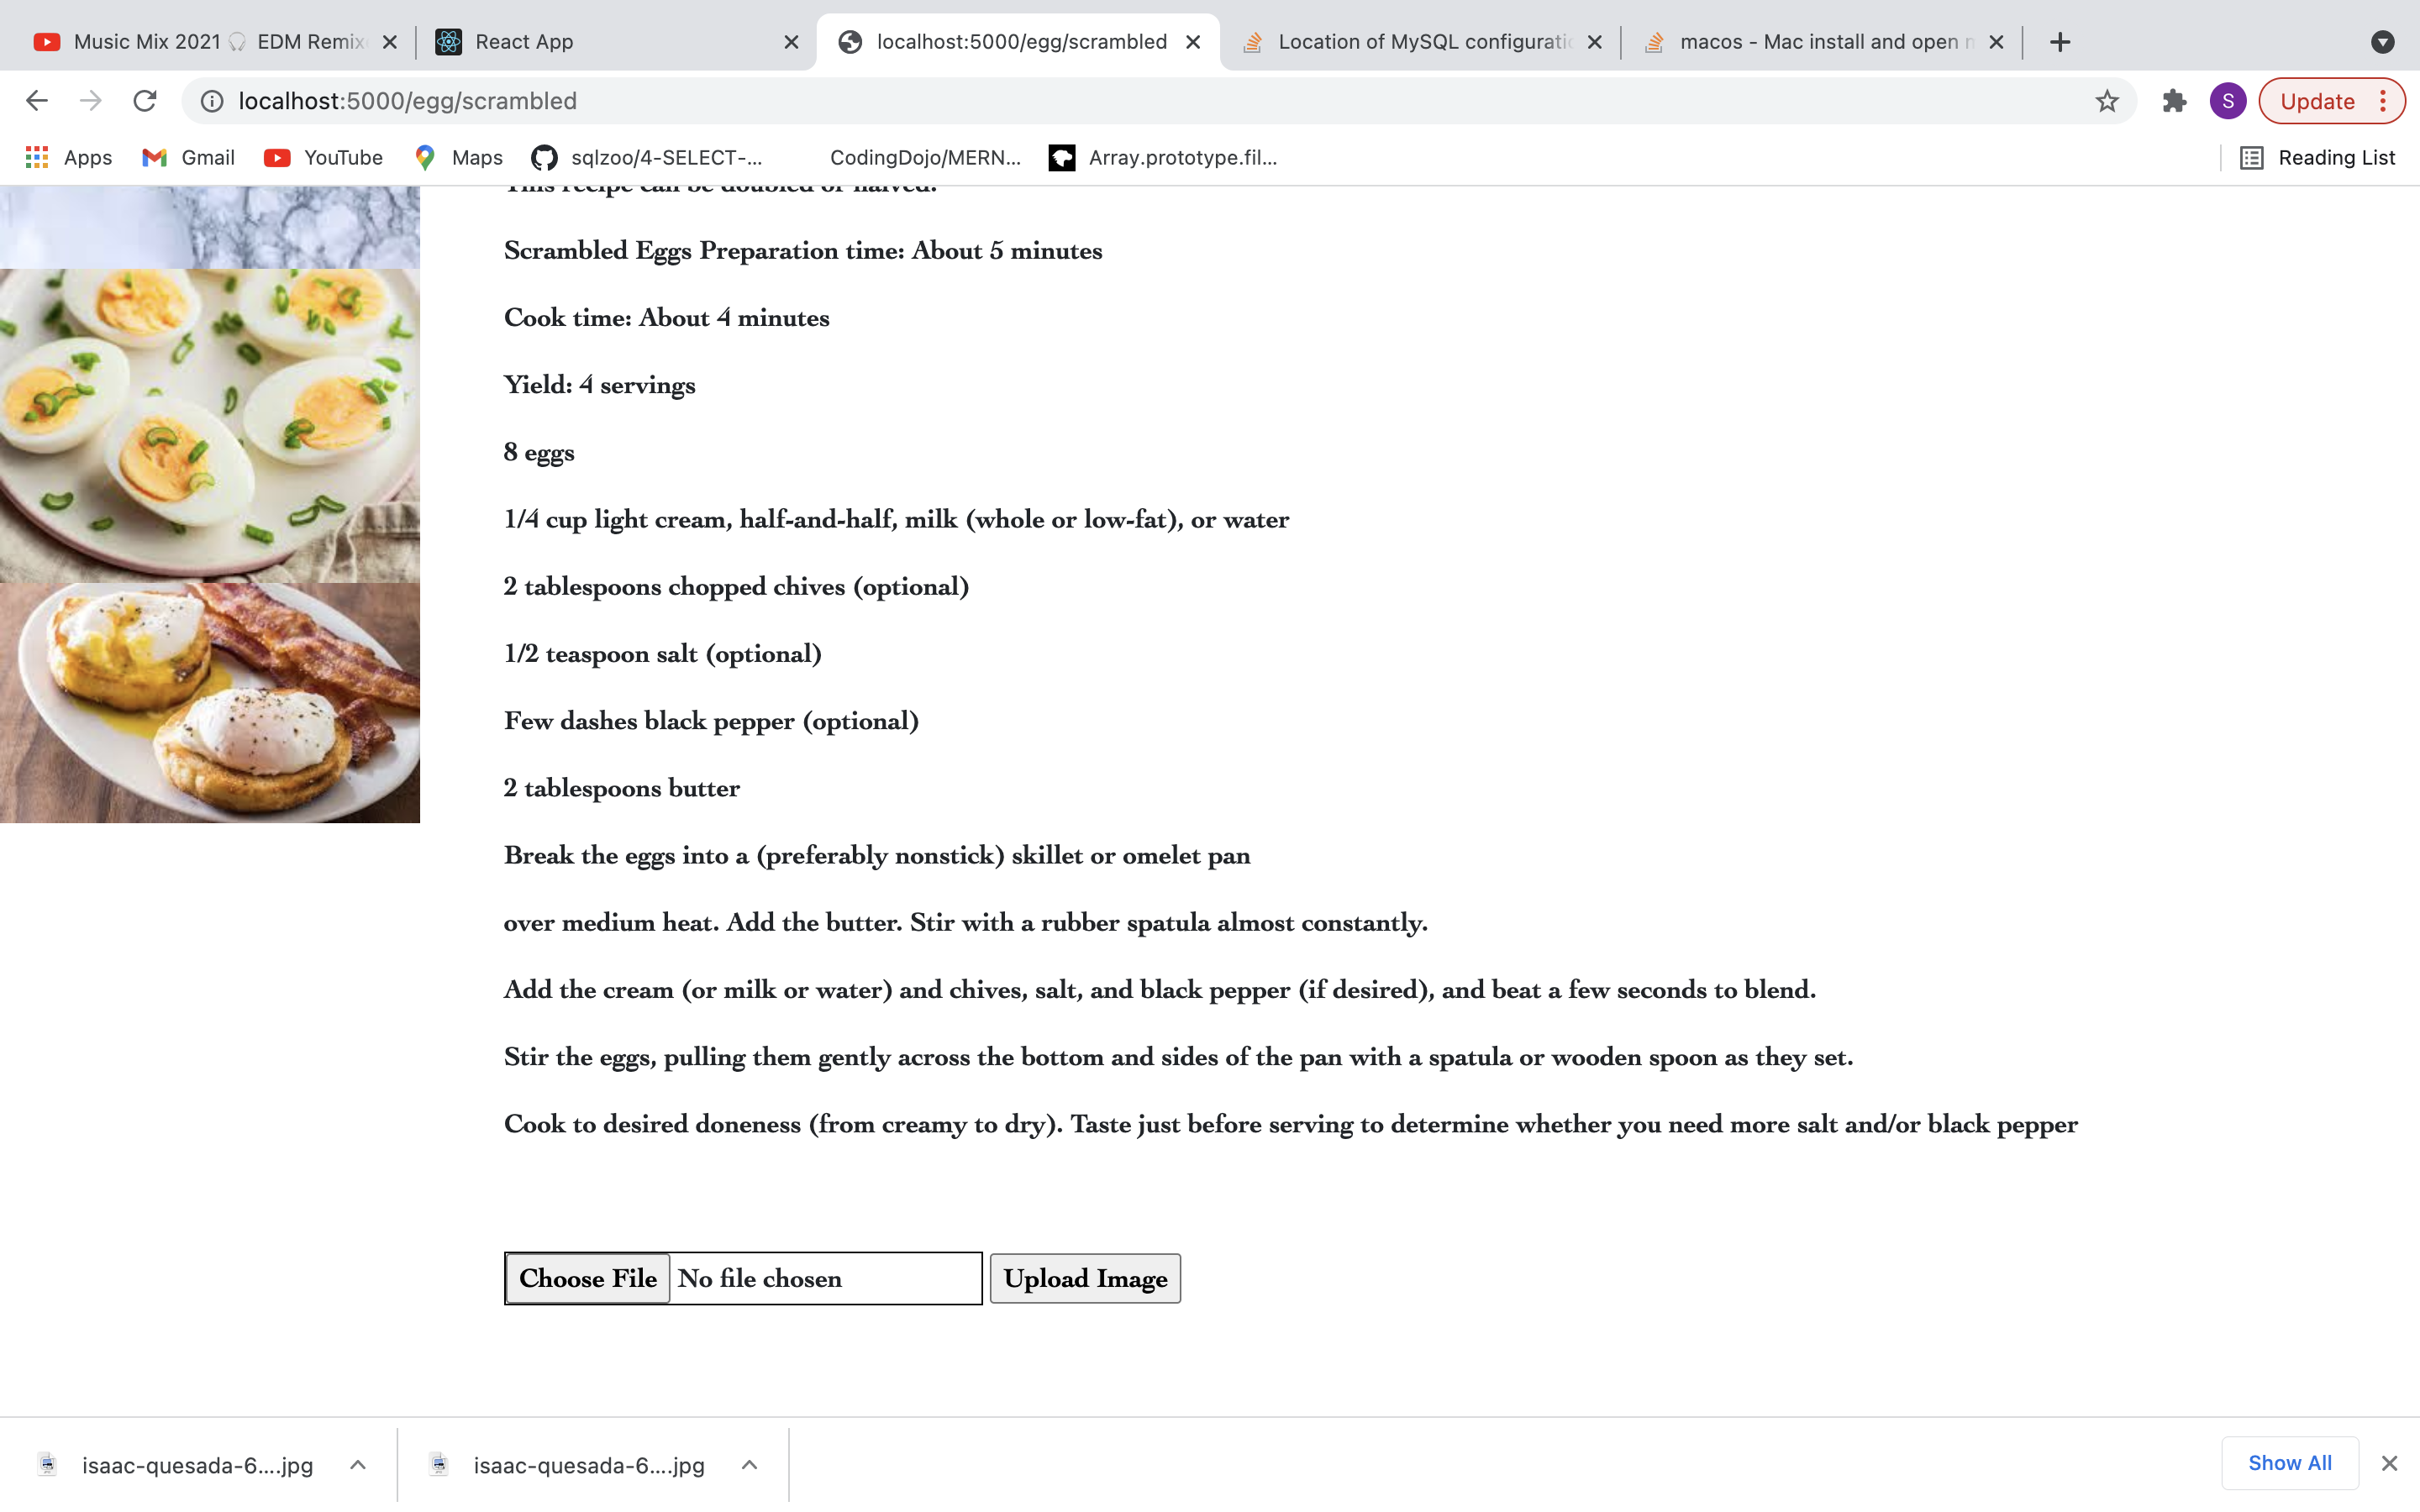 Music Mix 2021 EDM Remix
React App
localhost:5000/egg/scrambled
Location of MySQL configurati
macos - Mac install and open
localhost:5000/egg/scrambled
S
Update
Apps
Gmail
YouTube
Maps
sqlzoo/4-SELECT-...
CodingDojo/MERN...
Array.prototype.fil...
Reading List
This recipe can be doubled or halved.
Scrambled Eggs Preparation time: About 5 minutes
Cook time: About 4 minutes
Yield: 4 servings
8 eggs
1/4 cup light cream, half-and-half, milk (whole or low-fat), or water
2 tablespoons chopped chives (optional)
1/2 teaspoon salt (optional)
Few dashes black pepper (optional)
2 tablespoons butter
Break the eggs into a (preferably nonstick) skillet or omelet pan
over medium heat. Add the butter. Stir with a rubber spatula almost constantly.
Add the cream (or milk or water) and chives, salt, and black pepper (if desired), and beat a few seconds to blend.
Stir the eggs, pulling them gently across the bottom and sides of the pan with a spatula or wooden spoon as they set.
Cook to desired doneness (from creamy to dry). Taste just before serving to determine whether you need more salt and/or black pepper
Choose File No file chosen Upload Image
isaac-quesada-6....jpg
isaac-quesada-6....jpg
Show All